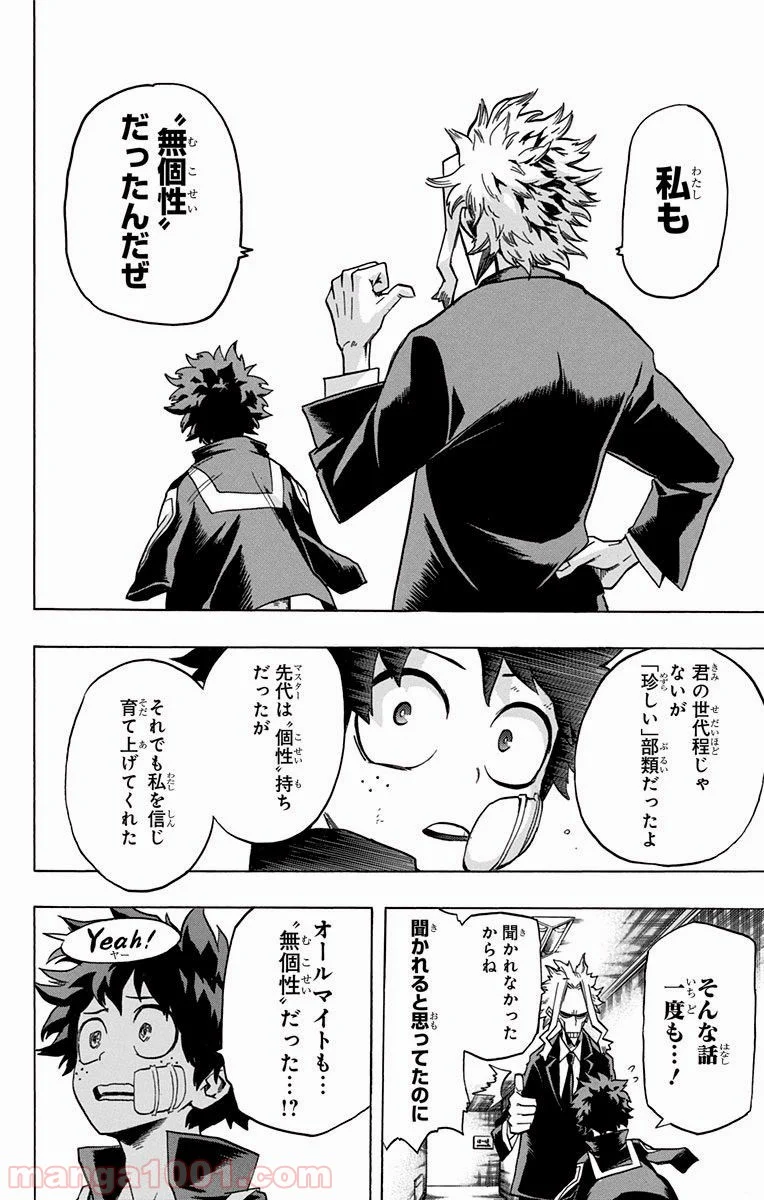 私も
〝無個性〟
だったんだぜ
君の世代程じゃ
ないが
「珍しい」部類だったよ
先代は〝個性〟持ち
だったが
それでも私を信じ
育て上げてくれた
そんな話
一度も…!
聞かれなかった
からね
聞かれると思ってたのに
オールマイトも…
〝無個性〟だった…!?
Yeah!
ヤー
manga1001.com